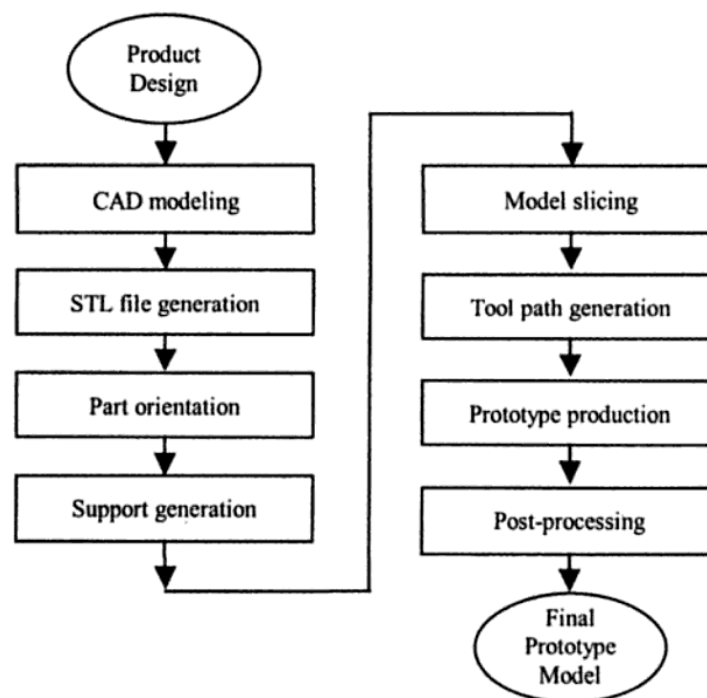 Product
Design
CAD modeling
STL file generation
Part orientation
Support generation
Model slicing
Tool path generation
Prototype production
Post-processing
Final
Prototype
Model